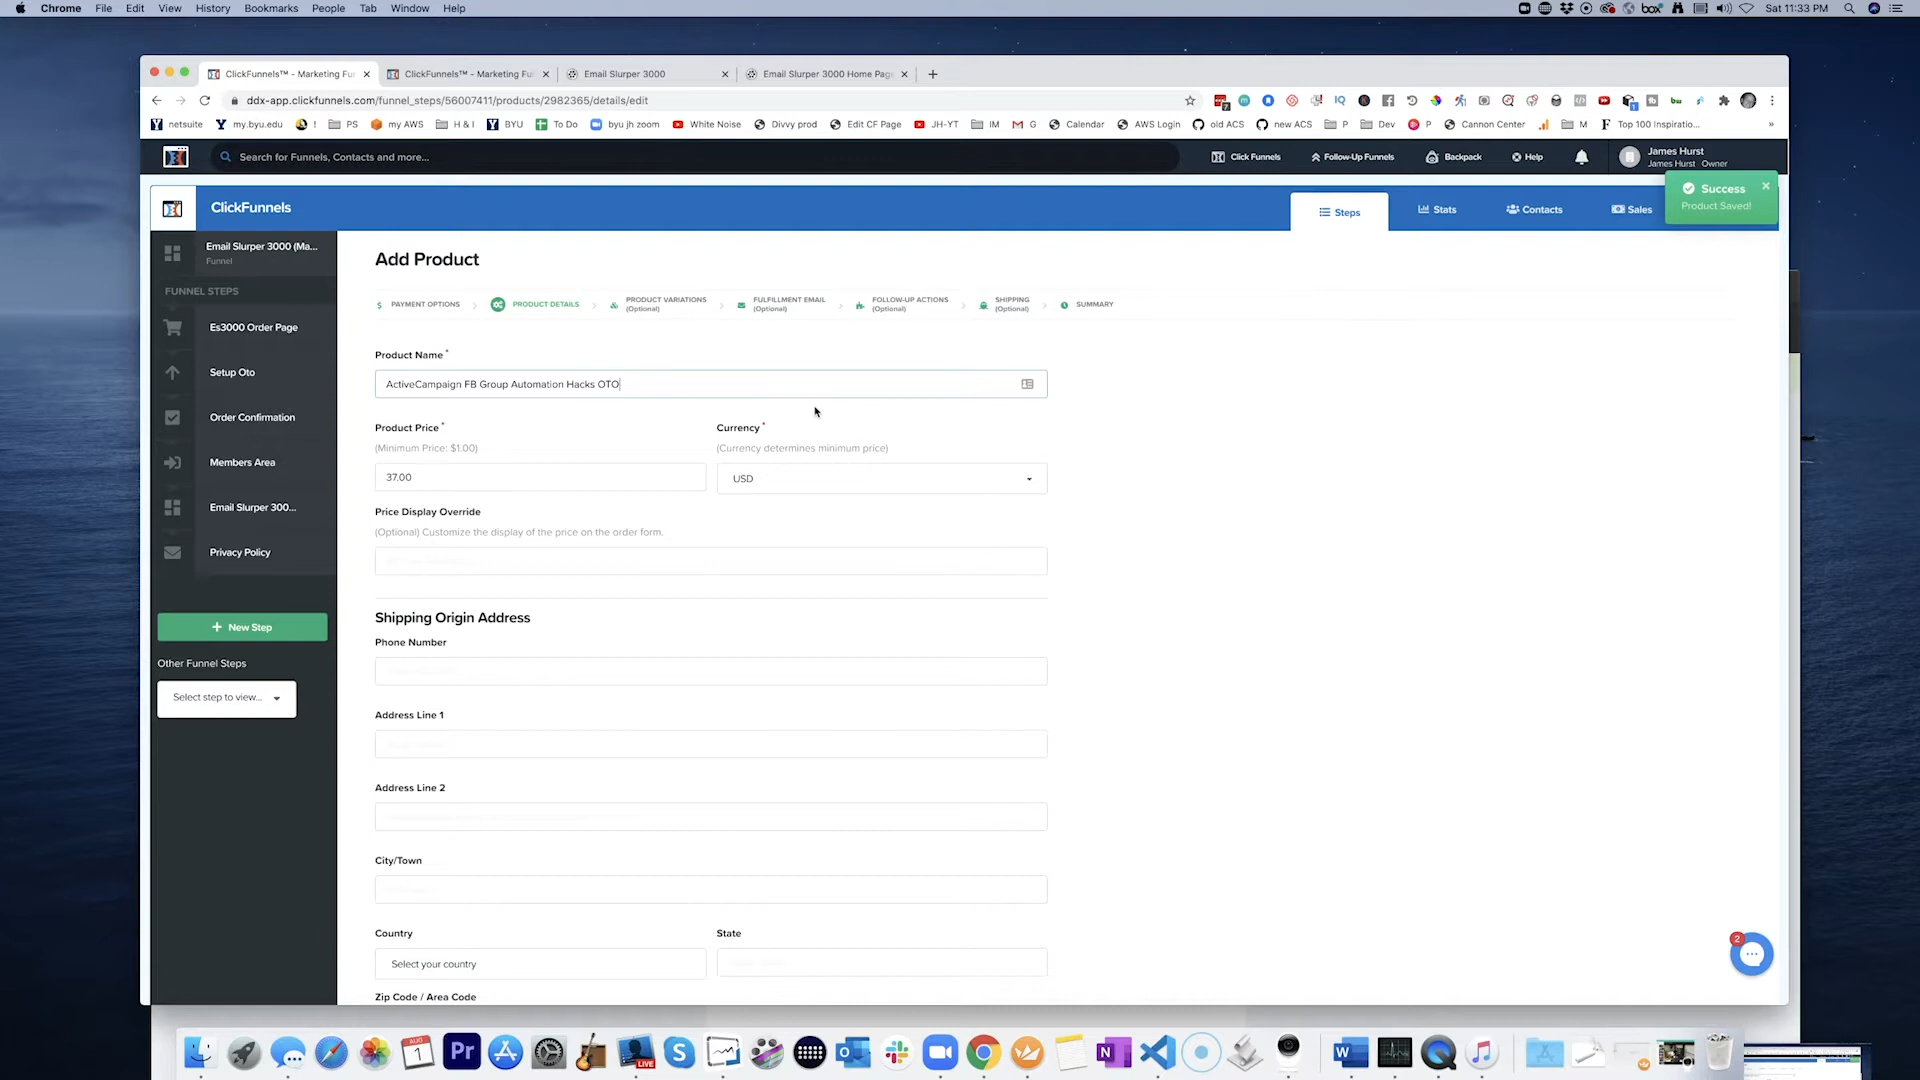 Chrome File Edit View History Bookmarks People Tab Window Help
box
Sat 11:33 PM
ClickFunnels™ - Marketing Fu
ClickFunnels™ - Marketing Fu
Email Slurper 3000
Email Slurper 3000 Home Pag
ddx-app.clickfunnels.com/funnel_steps/56007411/products/2982365/details/edit
netsuite my.byu.edu ! PS my AWS H & I BYU To Do byu jh zoom White Noise Divvy prod Edit CF Page JH-YT IM G Calendar AWS Login old ACS new ACS P Dev P Cannon Center M Top 100 Inspiratio... »
Search for Funnels, Contacts and more...
Click Funnels
Follow-Up Funnels
Backpack
Help
James Hurst
James Hurst Owner
Success
Product Saved!
ClickFunnels
Steps
Stats
Contacts
Sales
Email Slurper 3000 (Ma...
Funnel
FUNNEL STEPS
Es3000 Order Page
Setup Oto
Order Confirmation
Members Area
Email Slurper 300...
Privacy Policy
+ New Step
Other Funnel Steps
Select step to view...
Add Product
PAYMENT OPTIONS
PRODUCT DETAILS
PRODUCT VARIATIONS
(Optional)
FULFILLMENT EMAIL
(Optional)
FOLLOW-UP ACTIONS
(Optional)
SHIPPING
(Optional)
SUMMARY
Product Name *
ActiveCampaign FB Group Automation Hacks OTO
Product Price *
(Minimum Price: $1.00)
37.00
Currency *
(Currency determines minimum price)
USD
Price Display Override
(Optional) Customize the display of the price on the order form.
Shipping Origin Address
Phone Number
Address Line 1
Address Line 2
City/Town
Country
Select your country
State
Zip Code / Area Code
2
AUG
1
Pr
LIVE
S
O
N
W